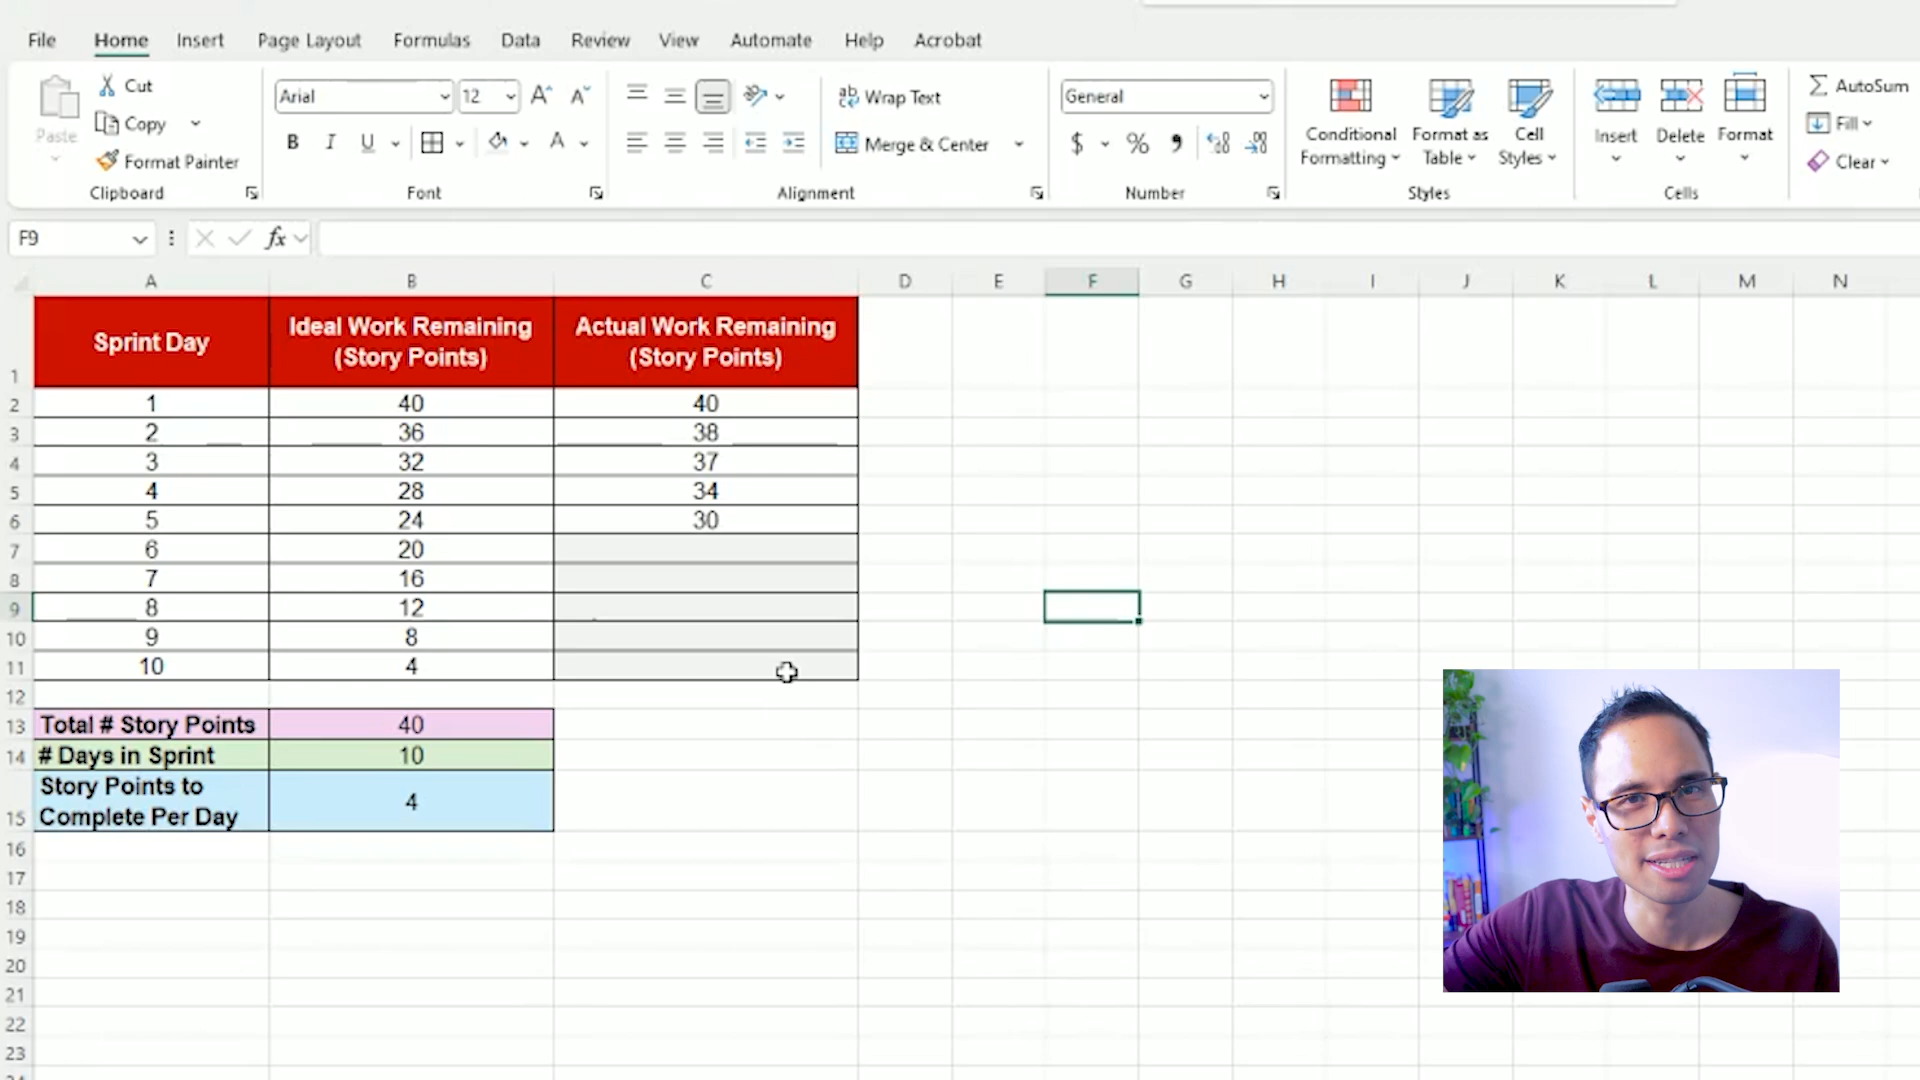 File Home Insert Page Layout Formulas Data Review View Automate Help Acrobat
Paste
Cut
Copy
Format Painter
Clipboard
Arial 12 A A
B I U A
Font
ab Wrap Text
Merge & Center
Alignment
General
$ % 9
Number
Conditional Formatting
Format as Table
Cell Styles
Styles
Insert Delete Format
Cells
Σ AutoSum
Fill
Clear
F9 fx
A B C D E F G H I J K L M N
1 Sprint Day Ideal Work Remaining (Story Points) Actual Work Remaining (Story Points)
2 1 40 40
3 2 36 38
4 3 32 37
5 4 28 34
6 5 24 30
7 6 20
8 7 16
9 8 12
10 9 8
11 10 4
12
13 Total # Story Points 40
14 # Days in Sprint 10
15 Story Points to Complete Per Day 4
16
17
18
19
20
21
22
23